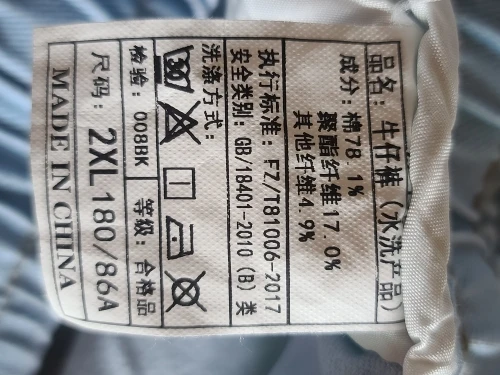 品名：牛仔裤（水洗产品）
成分：棉78.1%
聚酯纤维17.0%
其他纤维4.9%
执行标准：FZ/T81006-2017
安全类别：GB/18401-2010(B)类
洗涤方式：
检验：008BK 等级：合格品
尺码：2XL180/86A
MADE IN CHINA